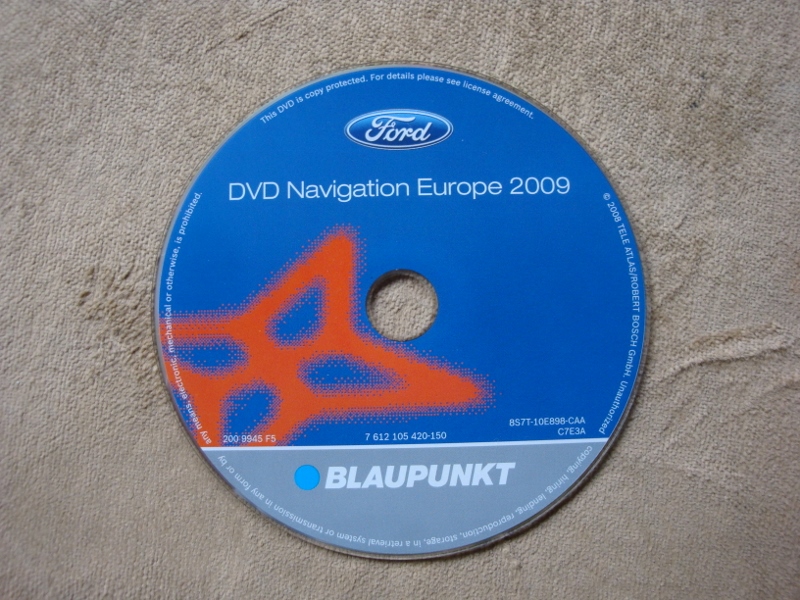 This DVD is copy protected. For details please see license agreement.
Ford
DVD Navigation Europe 2009
© 2008 TELE ATLAS/ROBERT BOSCH GmbH. Unauthorized copying, hiring, lending, reproduction, storage, in a retrieval system or transmission in any form or by any means, electronic, mechanical or otherwise, is prohibited.
8S7T-10E898-CAA
200 9945 F5 7 612 105 420-150 C7E3A
BLAUPUNKT